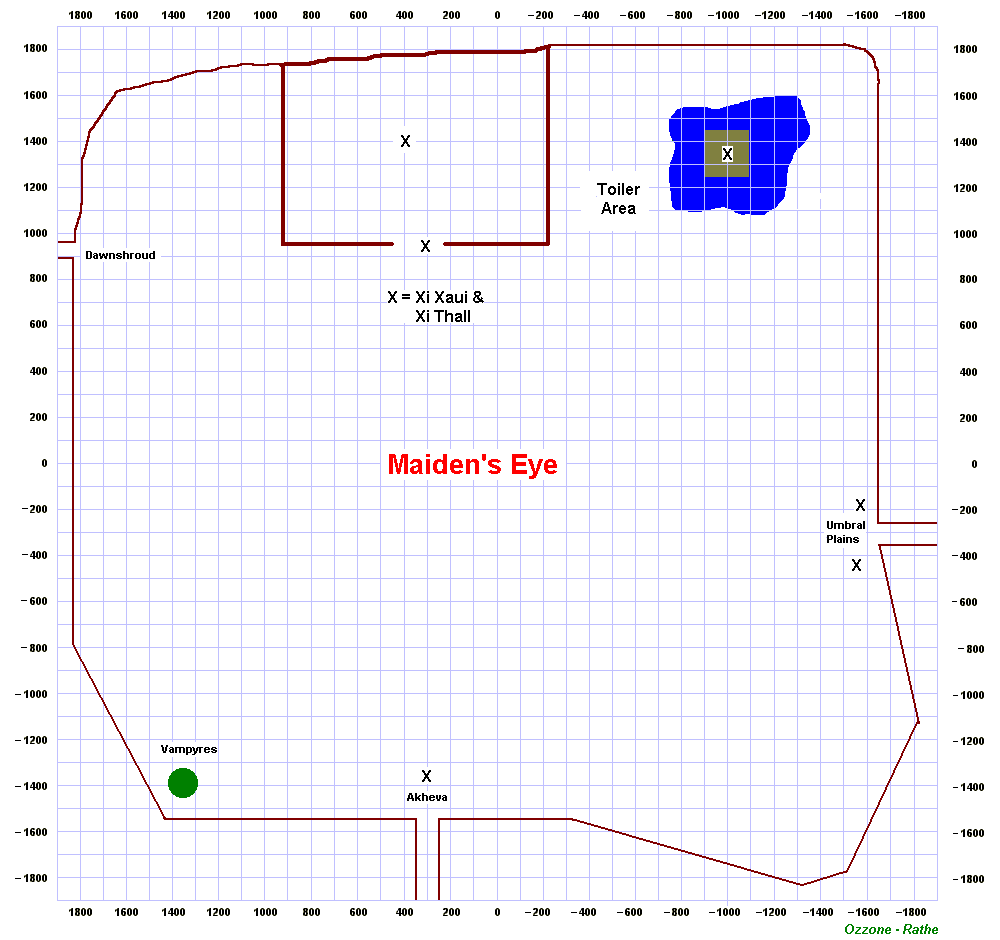 1800 1600 1400 1200 1000 800 600 400 200 0 −200 −400 −600 −800 −1000 −1200 −1400 −1600 −1800
1800 1800
1600 1600
1400 X X 1400
1200 Toiler 1200
Area
1000 X 1000
Dawnshroud
800 X = Xi Xaui & 800
Xi Thall
600 600
400 400
200 200
0 Maiden's Eye 0
−200 X −200
Umbral
Plains
−400 X −400
−600 −600
−800 −800
−1000 −1000
−1200 −1200
Vampyres
−1400 X −1400
Akheva
−1600 −1600
−1800 −1800
1800 1600 1400 1200 1000 800 600 400 200 0 −200 −400 −600 −800 −1000 −1200 −1400 −1600 −1800
Ozzone - Rathe